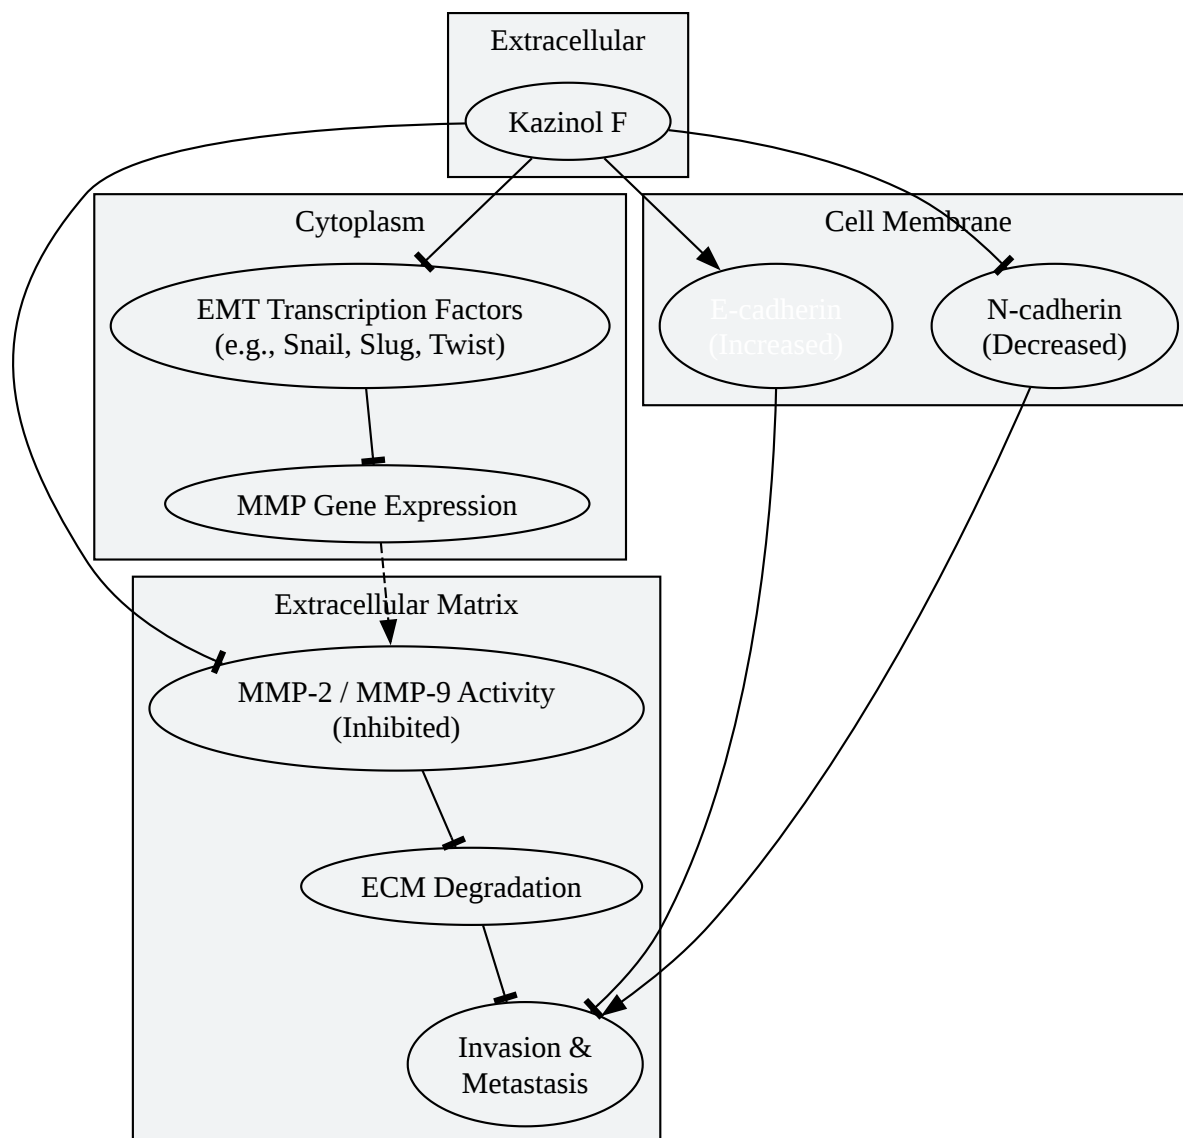 Extracellular
Kazinol F
Cytoplasm
Cell Membrane
EMT Transcription Factors
(e.g., Snail, Slug, Twist)
E-cadherin
(Increased)
N-cadherin
(Decreased)
MMP Gene Expression
Extracellular Matrix
MMP-2 / MMP-9 Activity
(Inhibited)
ECM Degradation
Invasion &
Metastasis